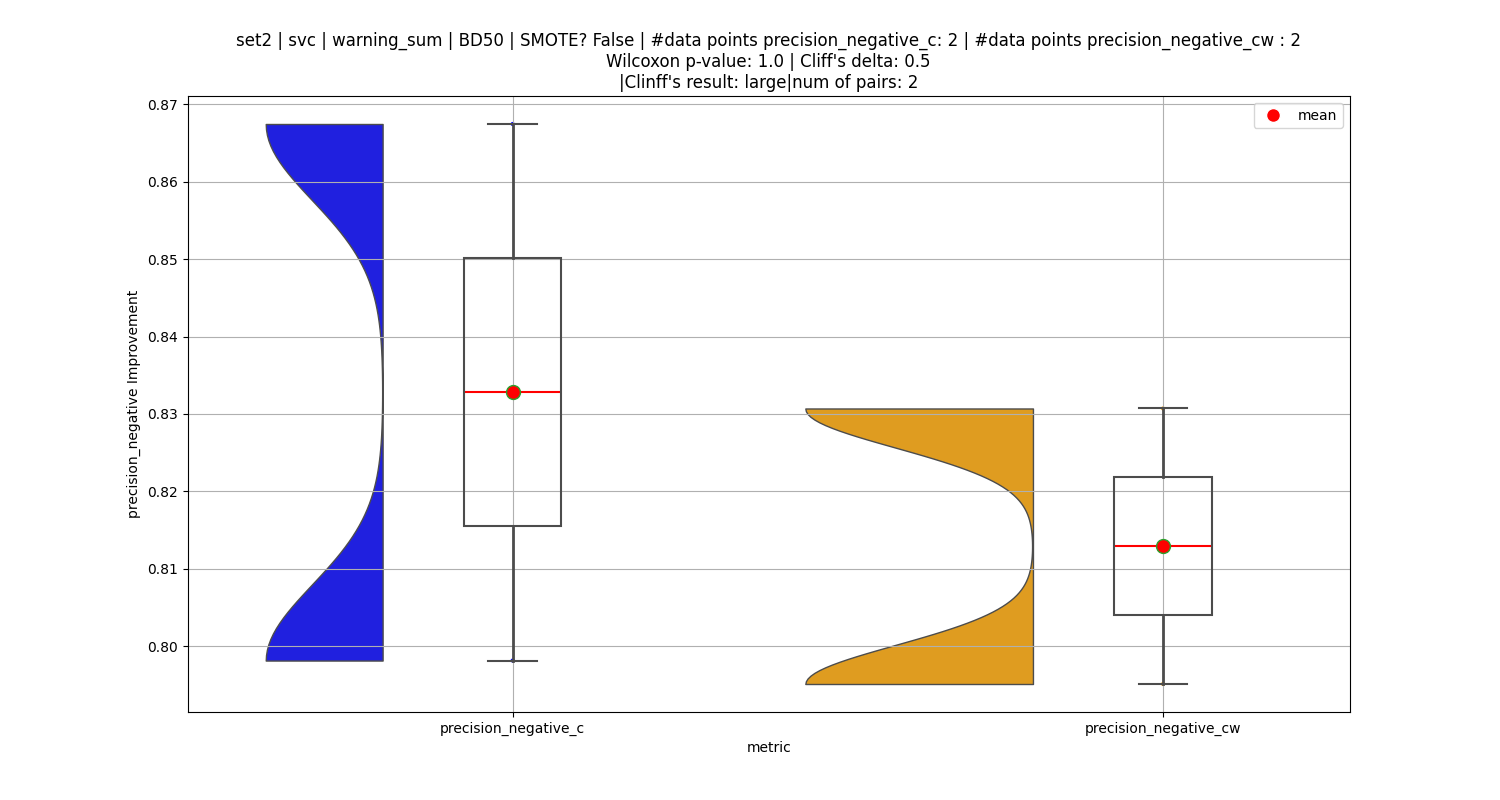 set2 | svc | warning_sum | BD50 | SMOTE? False | #data points precision_negative_c: 2 | #data points precision_negative_cw : 2
Wilcoxon p-value: 1.0 | Cliff's delta: 0.5
|Clinff's result: large|num of pairs: 2
mean
precision_negative Improvement
0.87
0.86
0.85
0.84
0.83
0.82
0.81
0.80
precision_negative_c
precision_negative_cw
metric